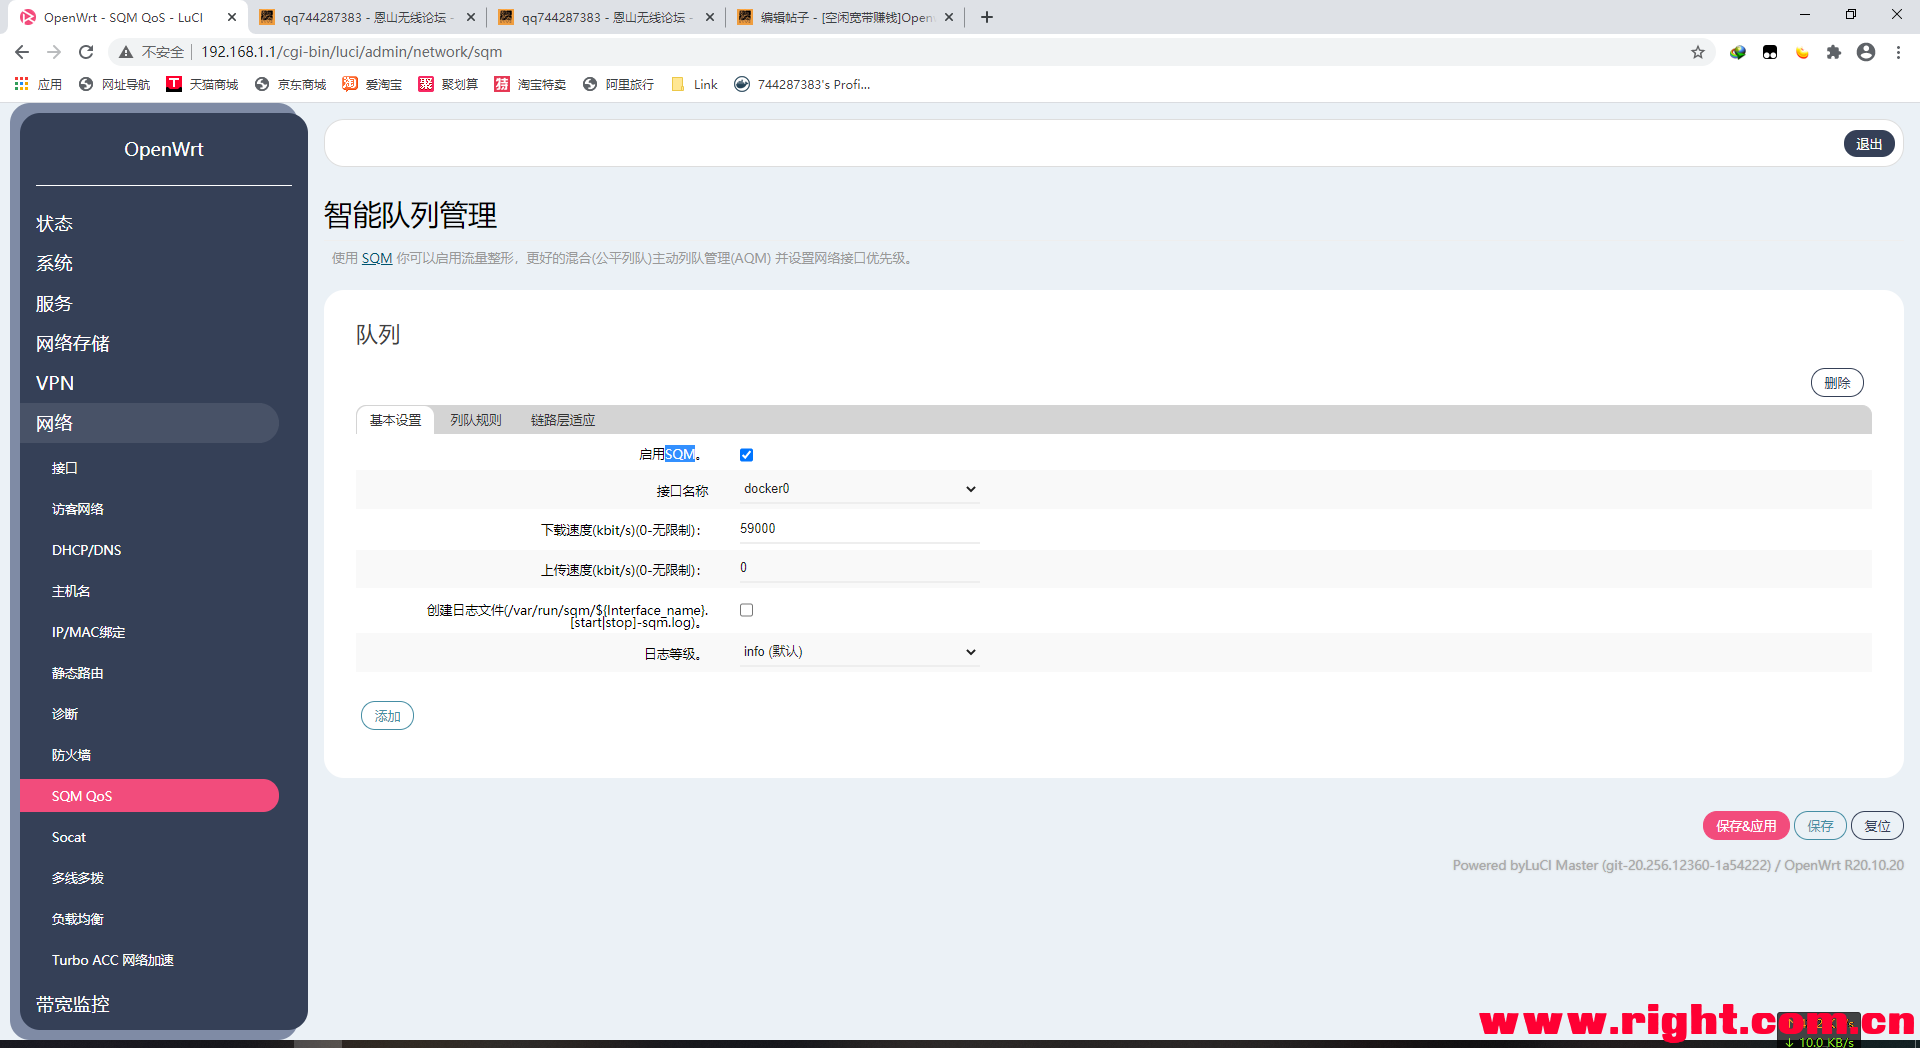 OpenWrt - SQM QoS - LuCI
qq744287383 - 恩山无线论坛 -
qq744287383 - 恩山无线论坛 -
编辑帖子 - [空闲宽带赚钱]Open
不安全
192.168.1.1/cgi-bin/luci/admin/network/sqm
应用
网址导航
天猫商城
京东商城
爱淘宝
聚划算
淘宝特卖
阿里旅行
Link
744287383's Profi...
OpenWrt
状态
系统
服务
网络存储
VPN
网络
接口
访客网络
DHCP/DNS
主机名
IP/MAC绑定
静态路由
诊断
防火墙
SQM QoS
Socat
多线多拨
负载均衡
Turbo ACC 网络加速
带宽监控
退出
智能队列管理
使用 SQM 你可以启用流量整形，更好的混合(公平列队)主动列队管理(AQM) 并设置网络接口优先级。
队列
删除
基本设置
列队规则
链路层适应
启用SQM。
接口名称
docker0
下载速度(kbit/s)(0-无限制)：
59000
上传速度(kbit/s)(0-无限制)：
0
创建日志文件(/var/run/sqm/${Interface_name}.
[start|stop]-sqm.log)。
日志等级。
info (默认)
添加
保存&应用
保存
复位
Powered byLuCI Master (git-20.256.12360-1a54222) / OpenWrt R20.10.20
www.right.com.cn
↓ 10.0 KB/s